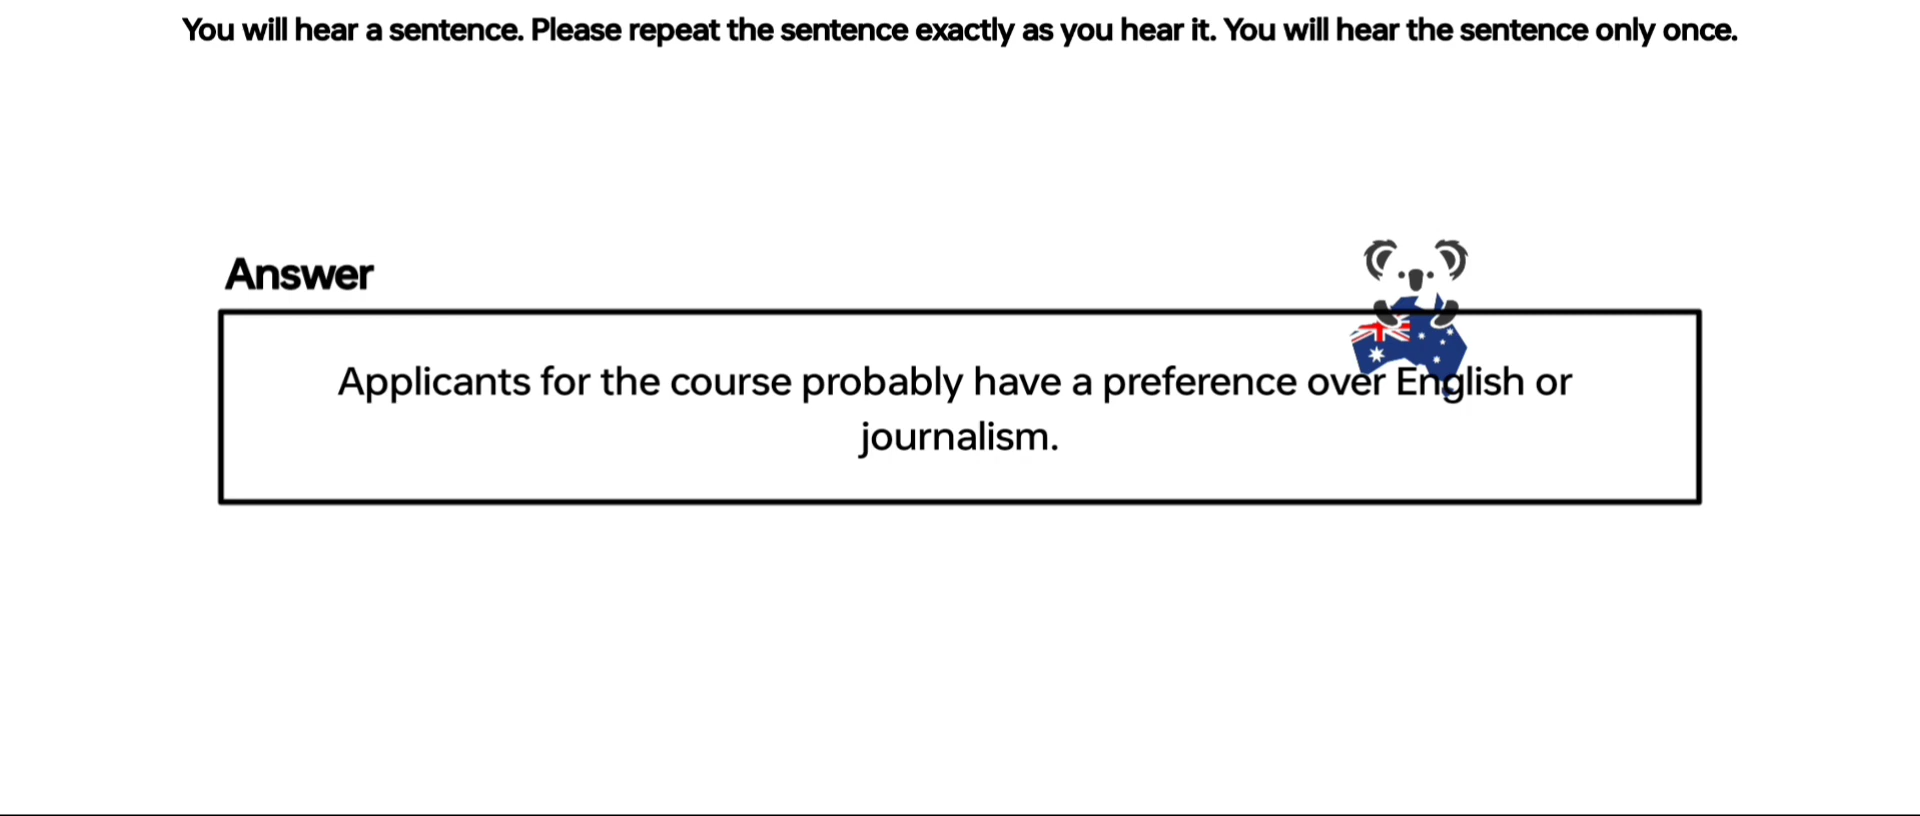 You will hear a sentence. Please repeat the sentence exactly as you hear it. You will hear the sentence only once.
Answer
Applicants for the course probably have a preference over English or
journalism.